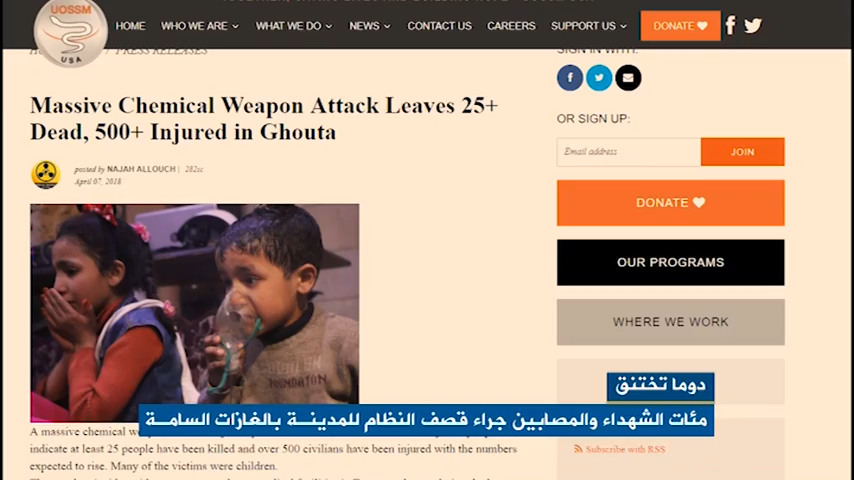 UOSSM
USA
HOME
WHO WE ARE
WHAT WE DO
NEWS
CONTACT US
CAREERS
SUPPORT US
DONATE
PRESS RELEASES
Massive Chemical Weapon Attack Leaves 25+
Dead, 500+ Injured in Ghouta
posted by NAJAH ALLOUCH | 282sc
April 07, 2018
SIGN IN WITH:
OR SIGN UP:
Email address
JOIN
DONATE
OUR PROGRAMS
WHERE WE WORK
دوما تختنق
مئات الشهداء والمصابين جراء قصف النظام للمدينة بالغازات السامة
A massive chemical
indicate at least 25 people have been killed and over 500 civilians have been injured with the numbers
expected to rise. Many of the victims were children.
Subscribe with RSS